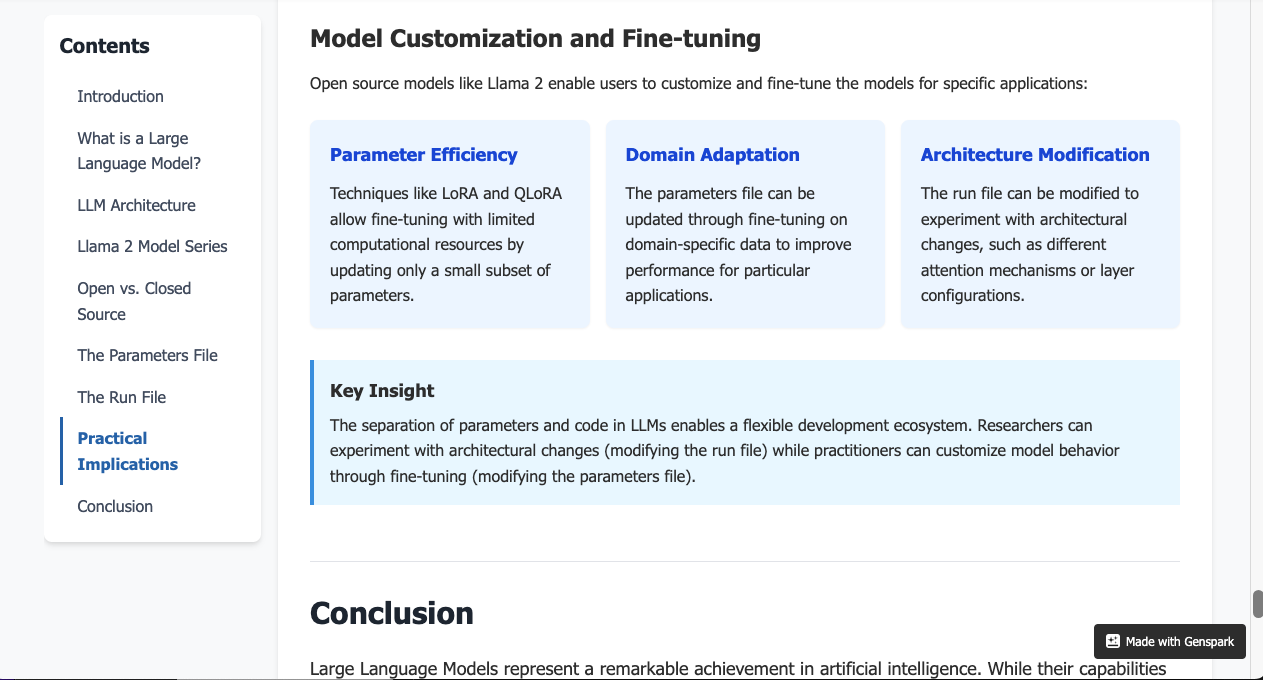 Contents
Introduction
What is a Large
Language Model?
LLM Architecture
Llama 2 Model Series
Open vs. Closed
Source
The Parameters File
The Run File
Practical
Implications
Conclusion
Model Customization and Fine-tuning
Open source models like Llama 2 enable users to customize and fine-tune the models for specific applications:
Parameter Efficiency
Techniques like LoRA and QLoRA
allow fine-tuning with limited
computational resources by
updating only a small subset of
parameters.
Domain Adaptation
The parameters file can be
updated through fine-tuning on
domain-specific data to improve
performance for particular
applications.
Architecture Modification
The run file can be modified to
experiment with architectural
changes, such as different
attention mechanisms or layer
configurations.
Key Insight
The separation of parameters and code in LLMs enables a flexible development ecosystem. Researchers can
experiment with architectural changes (modifying the run file) while practitioners can customize model behavior
through fine-tuning (modifying the parameters file).
Conclusion
Large Language Models represent a remarkable achievement in artificial intelligence. While their capabilities
Made with Genspark